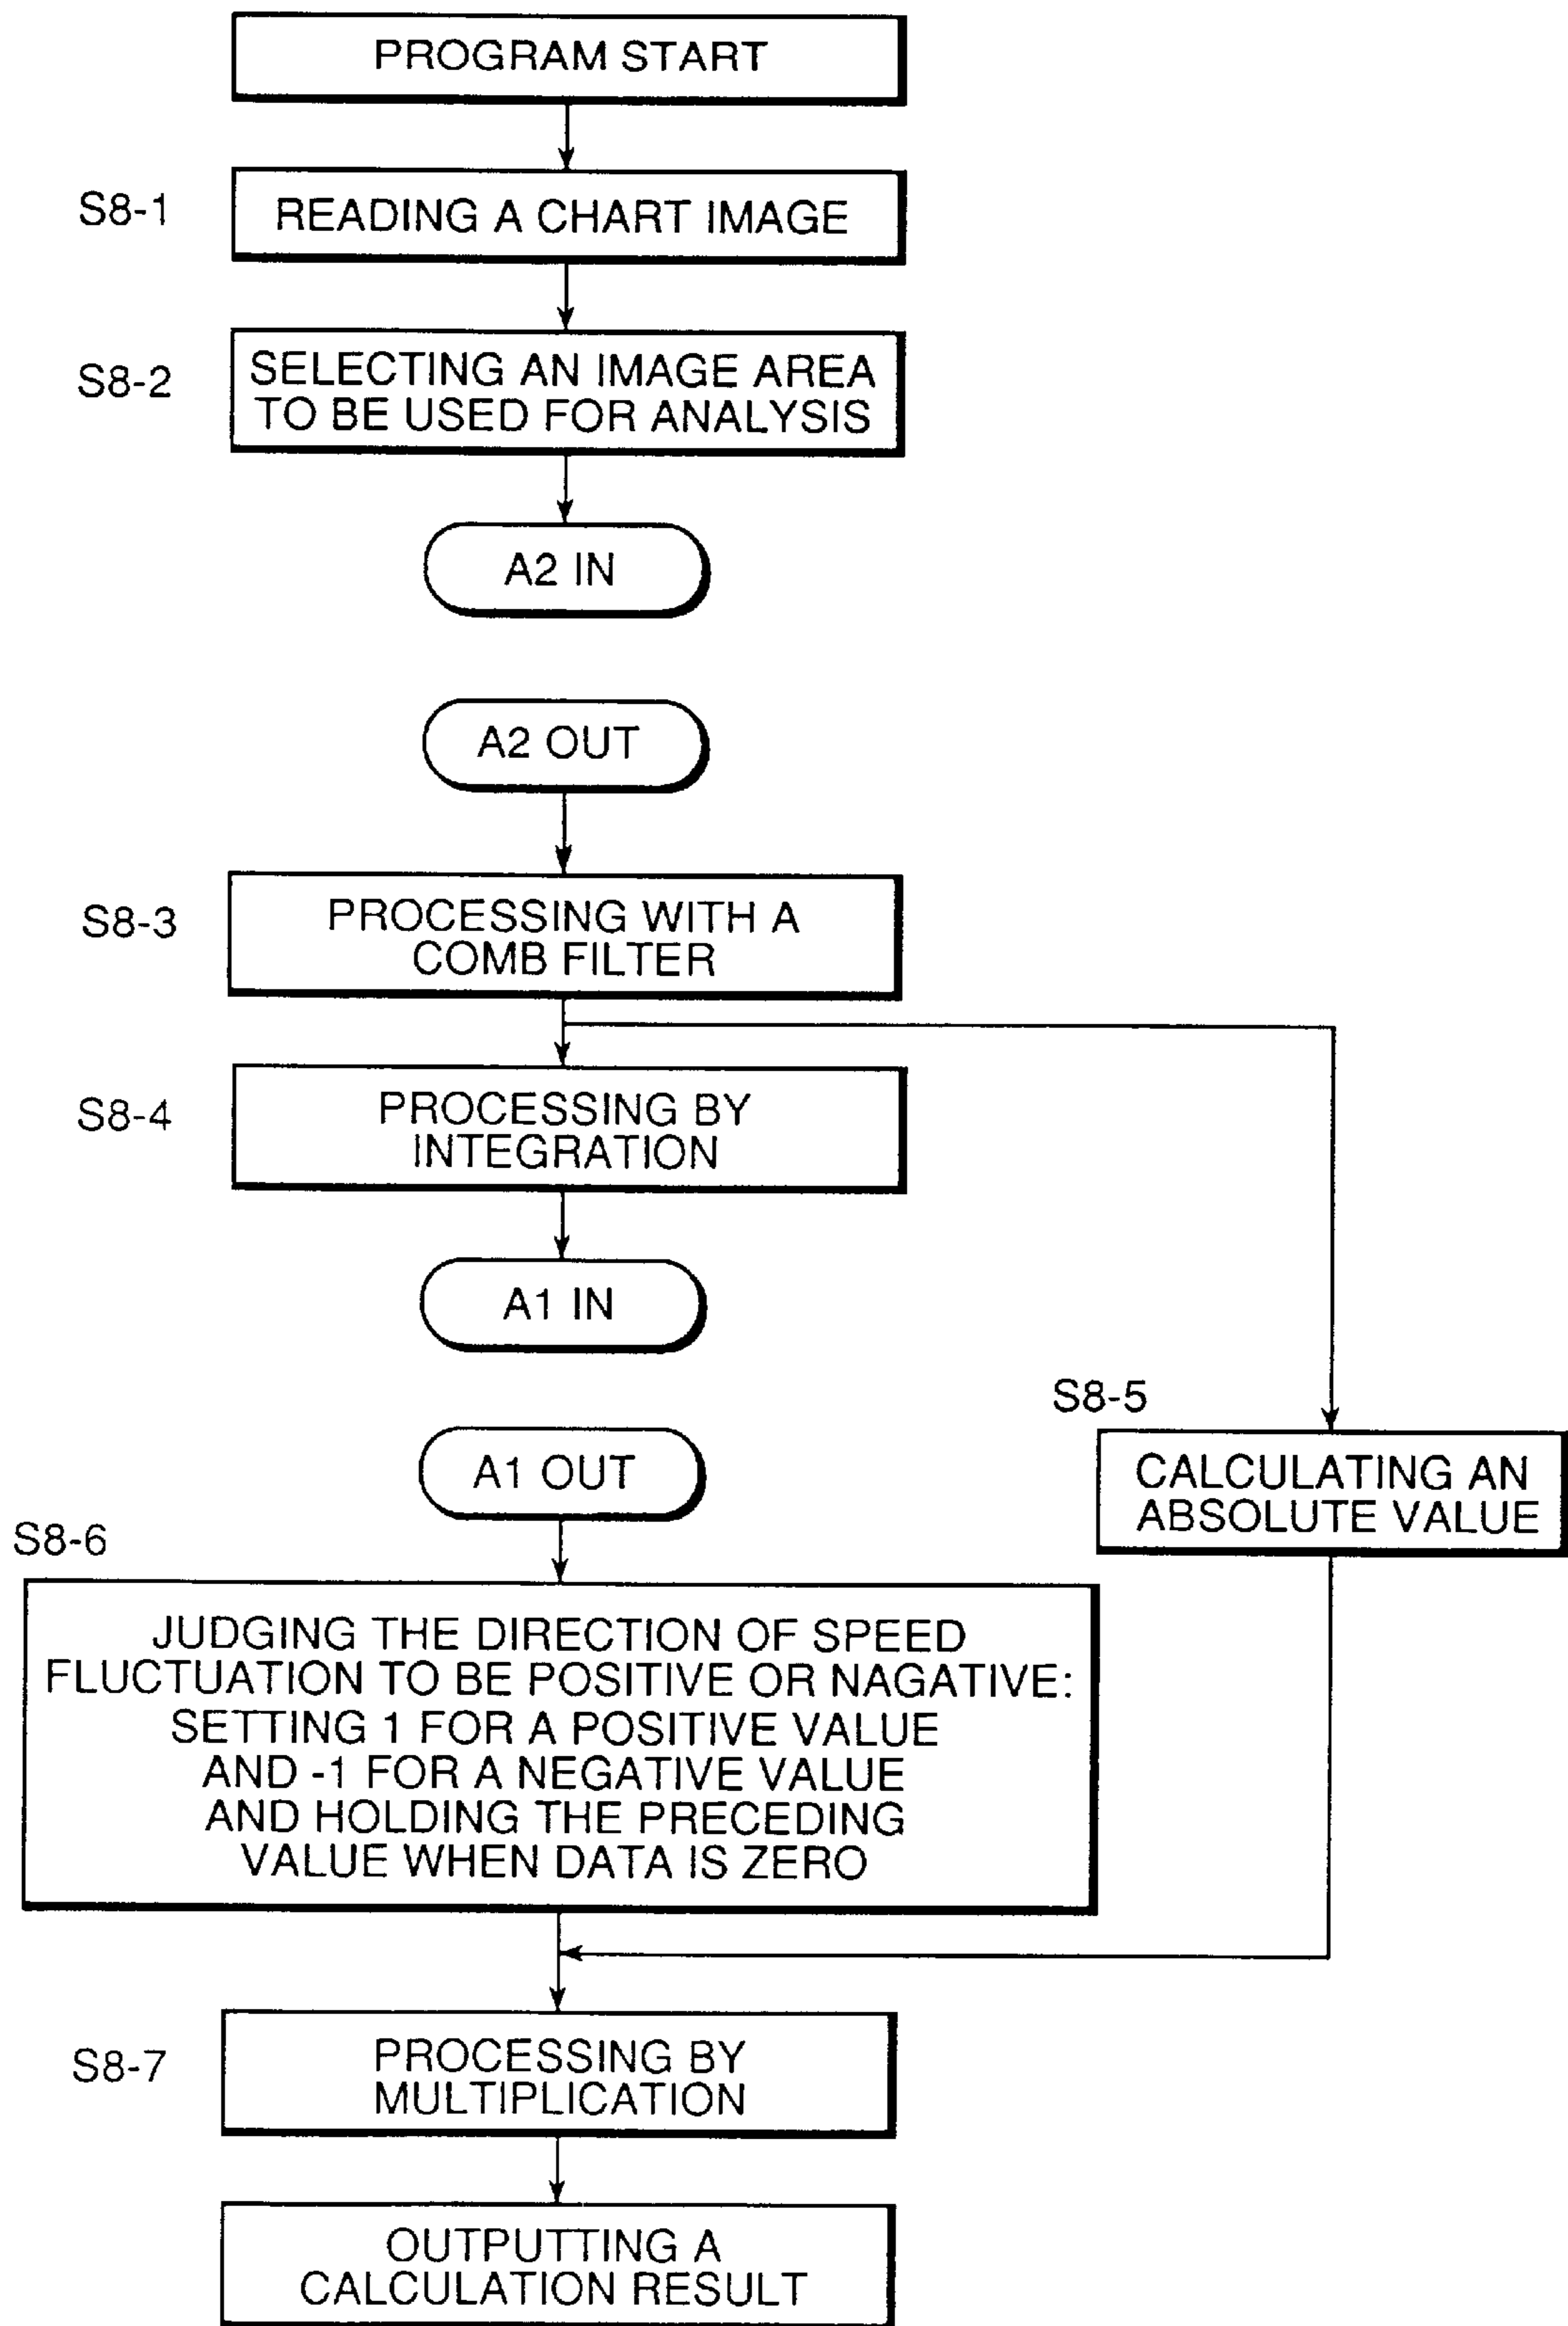 PROGRAM START
S8-1
READING A CHART IMAGE
S8-2
SELECTING AN IMAGE AREA
TO BE USED FOR ANALYSIS
A2 IN
A2 OUT
S8-3
PROCESSING WITH A
COMB FILTER
S8-4
PROCESSING BY
INTEGRATION
A1 IN
S8-5
CALCULATING AN
ABSOLUTE VALUE
A1 OUT
S8-6
JUDGING THE DIRECTION OF SPEED
FLUCTUATION TO BE POSITIVE OR NAGATIVE:
SETTING 1 FOR A POSITIVE VALUE
AND -1 FOR A NEGATIVE VALUE
AND HOLDING THE PRECEDING
VALUE WHEN DATA IS ZERO
S8-7
PROCESSING BY
MULTIPLICATION
OUTPUTTING A
CALCULATION RESULT